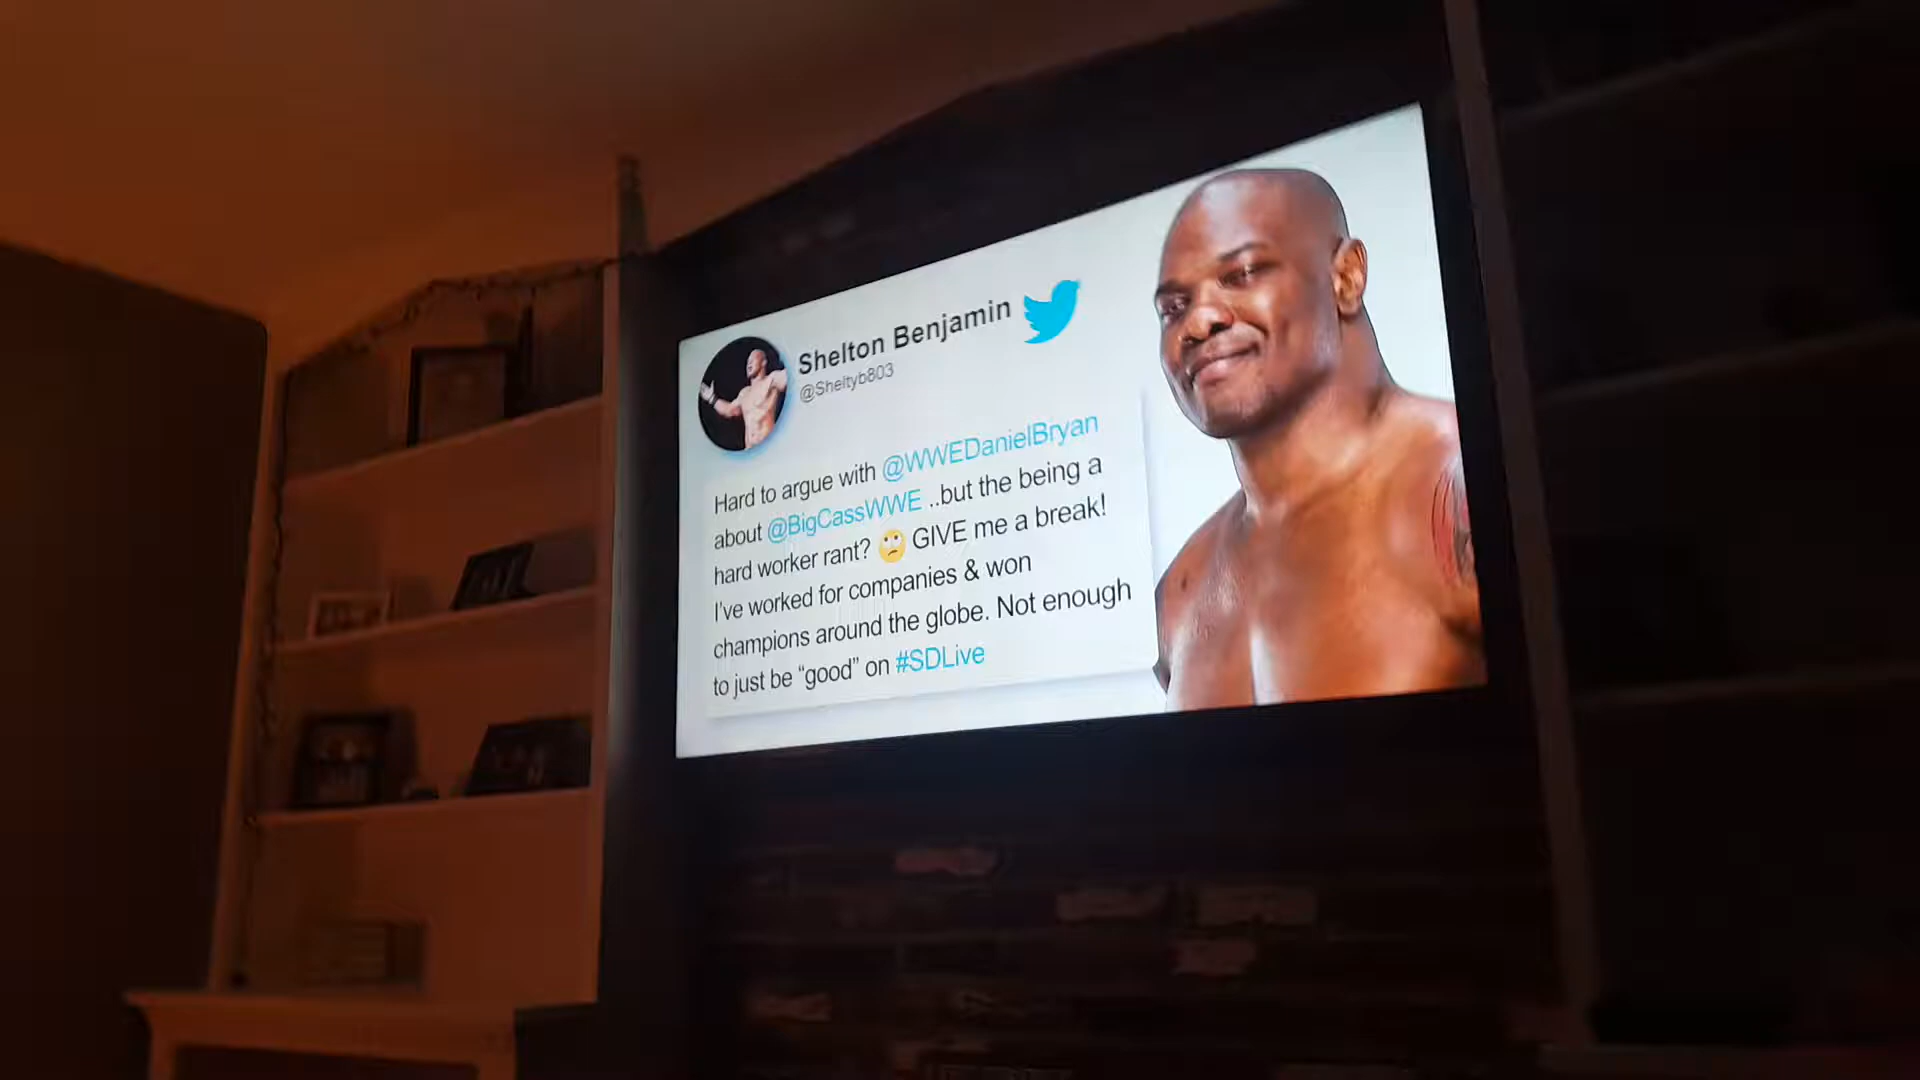 Shelton Benjamin
@Sheltyb803
Hard to argue with @WWEDanielBryan
about @BigCassWWE ..but the being a
hard worker rant? 🙄 GIVE me a break!
I've worked for companies & won
champions around the globe. Not enough
to just be “good” on #SDLive